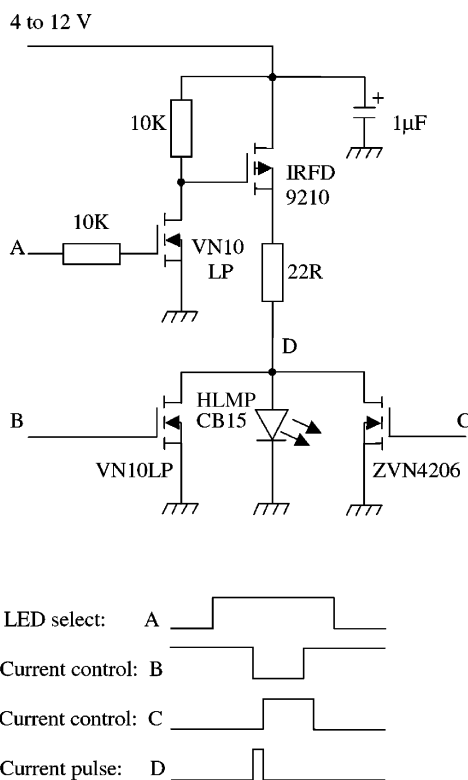 4 to 12 V
10K
+
1µF
IRFD
9210
10K
A
VN10
LP
22R
D
HLMP
CB15
B
C
VN10LP
ZVN4206
LED select: A
Current control: B
Current control: C
Current pulse: D